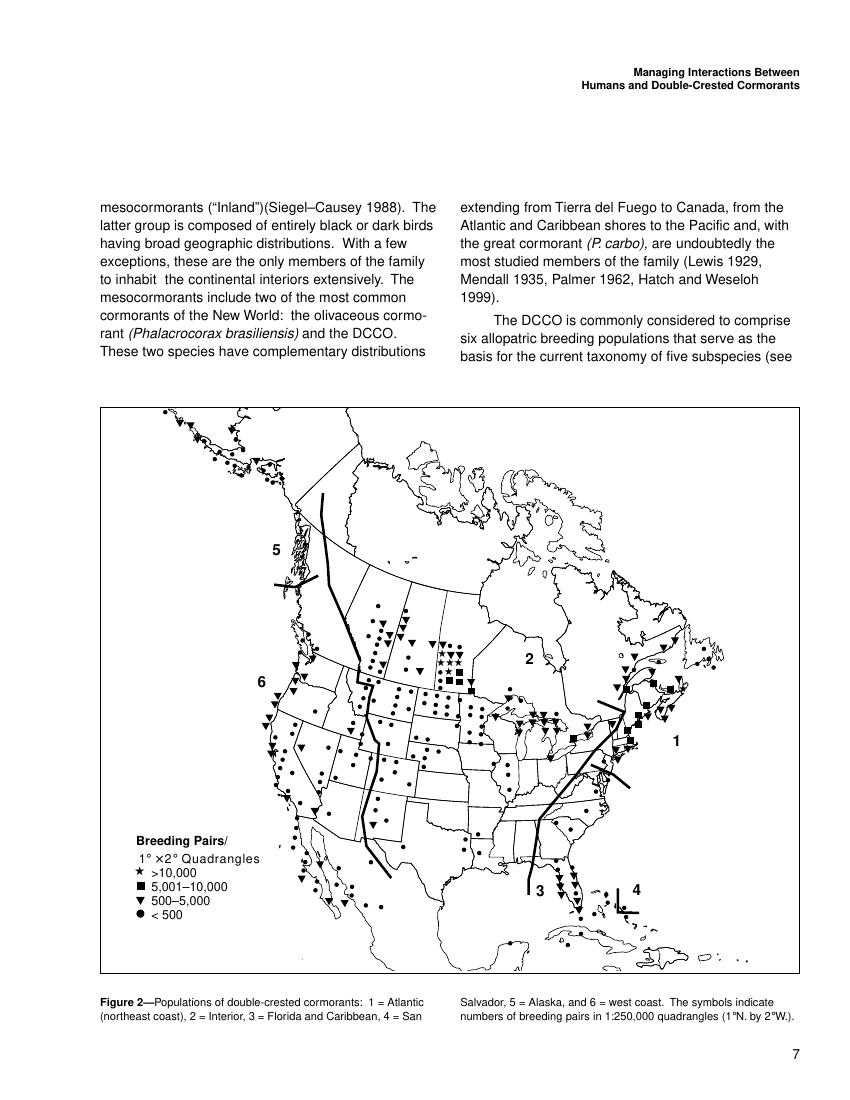 Managing Interactions Between
Humans and Double-Crested Cormorants
mesocormorants (“Inland”)(Siegel–Causey 1988).  The
latter group is composed of entirely black or dark birds
having broad geographic distributions.  With a few
exceptions, these are the only members of the family
to inhabit  the continental interiors extensively.  The
mesocormorants include two of the most common
cormorants of the New World:  the olivaceous cormo-
rant (Phalacrocorax brasiliensis) and the DCCO.
These two species have complementary distributions
extending from Tierra del Fuego to Canada, from the
Atlantic and Caribbean shores to the Pacific and, with
the great cormorant (P. carbo), are undoubtedly the
most studied members of the family (Lewis 1929,
Mendall 1935, Palmer 1962, Hatch and Weseloh
1999).
The DCCO is commonly considered to comprise
six allopatric breeding populations that serve as the
basis for the current taxonomy of five subspecies (see
5
2
6
1
3
4
Breeding Pairs/
1° ×2° Quadrangles
>10,000
5,001–10,000
500–5,000
< 500
Figure 2—Populations of double-crested cormorants:  1 = Atlantic
(northeast coast), 2 = Interior, 3 = Florida and Caribbean, 4 = San
Salvador, 5 = Alaska, and 6 = west coast.  The symbols indicate
numbers of breeding pairs in 1:250,000 quadrangles (1°N. by 2°W.).
7